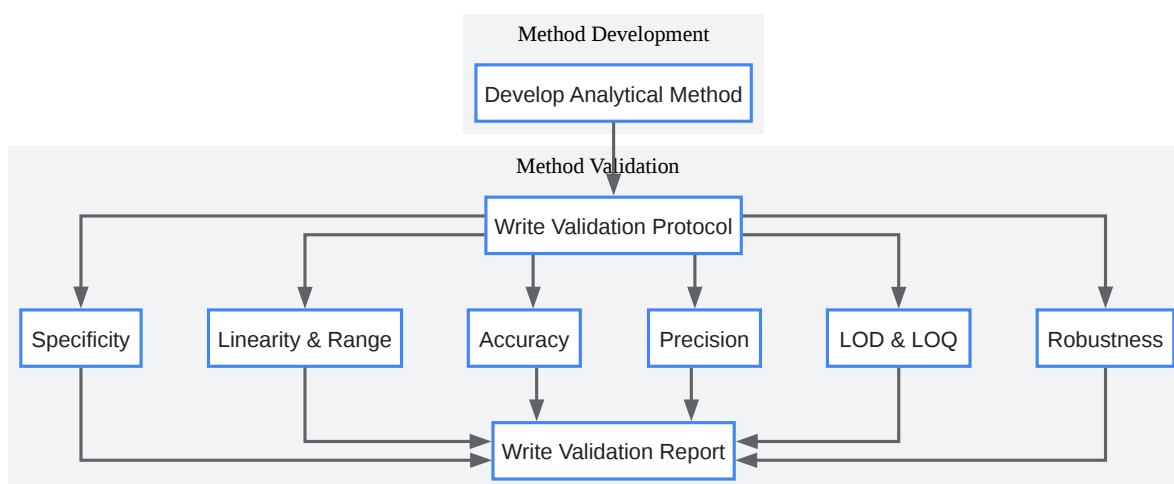 Method Development
Develop Analytical Method
Method Validation
Write Validation Protocol
Specificity
Linearity & Range
Accuracy
Precision
LOD & LOQ
Robustness
Write Validation Report